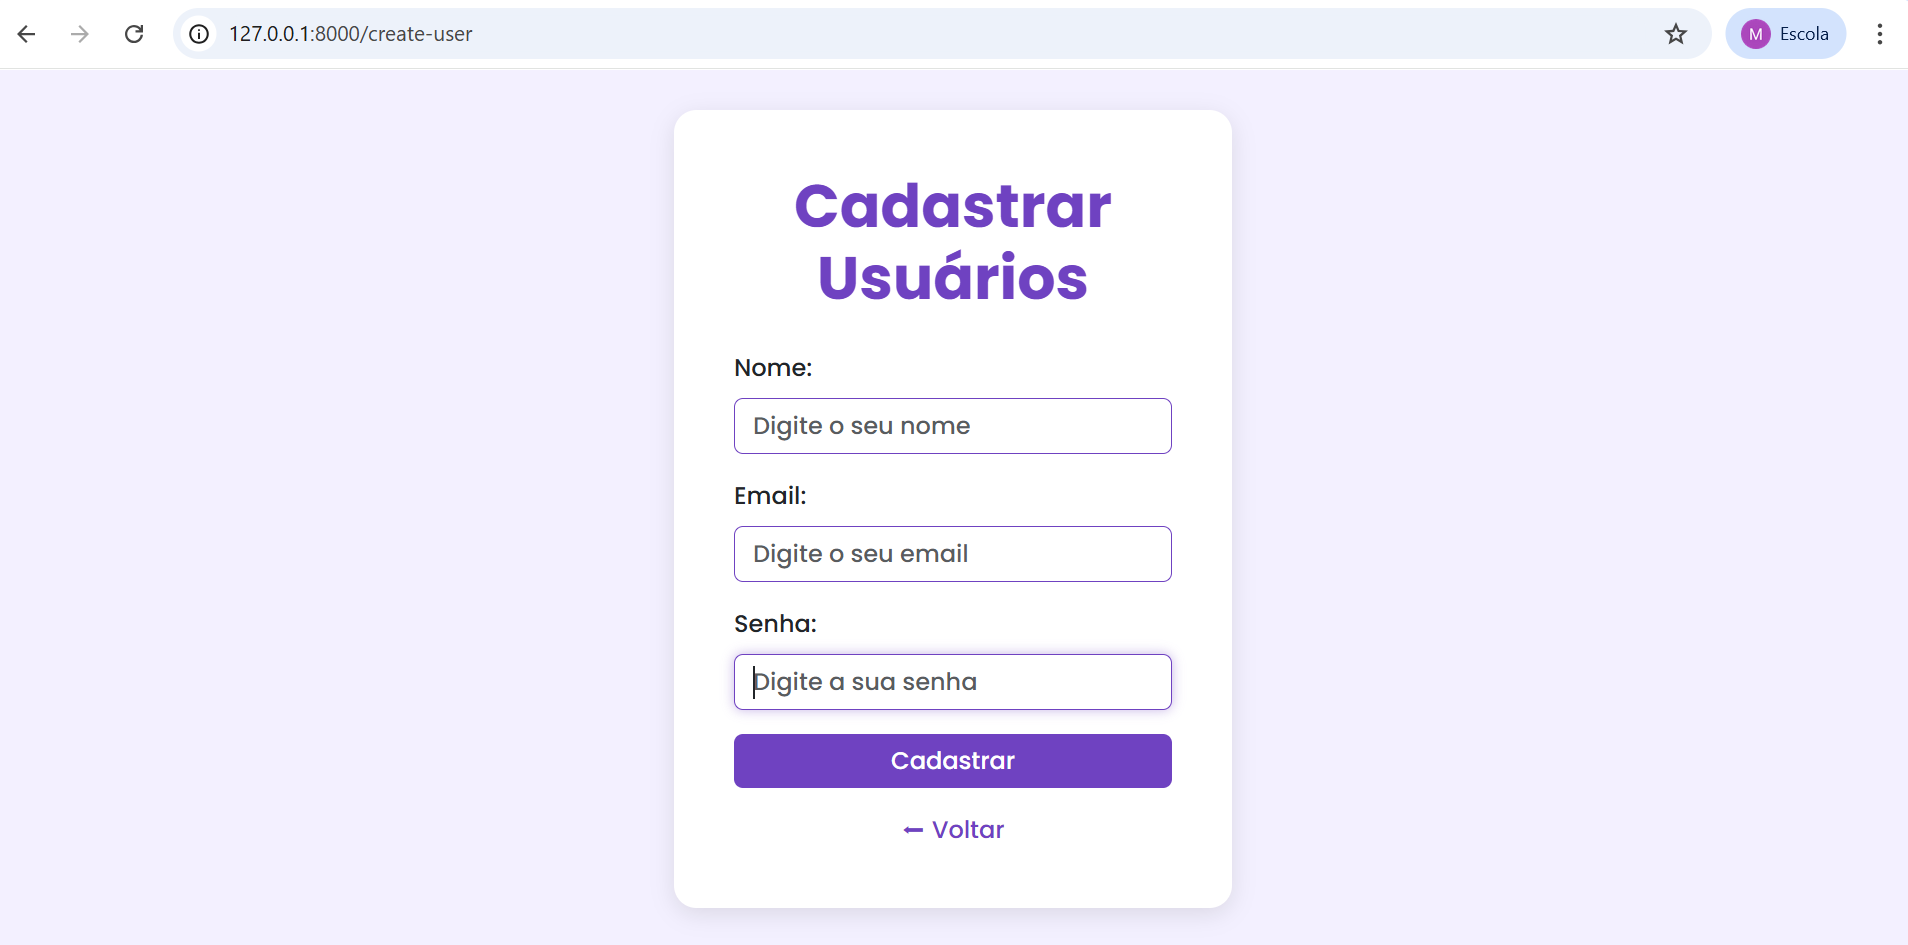 127.0.0.1:8000/create-user
M Escola
Cadastrar
Usuários
Nome:
Digite o seu nome
Email:
Digite o seu email
Senha:
Digite a sua senha
Cadastrar
← Voltar